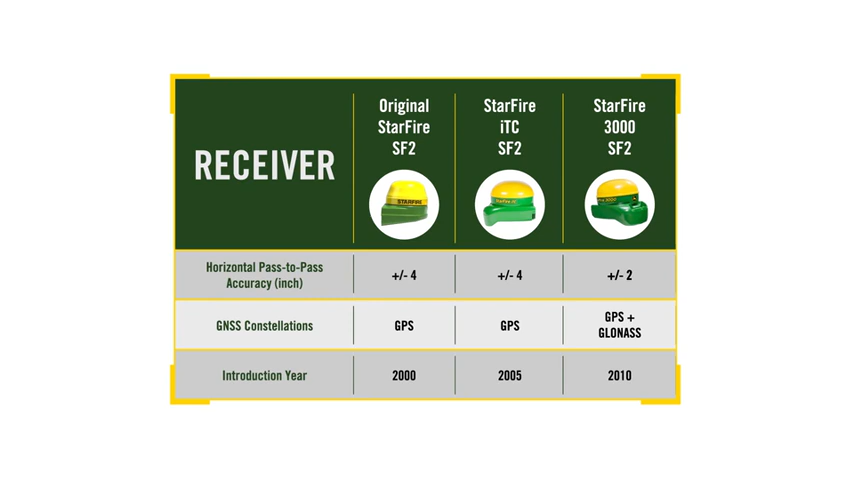 RECEIVER
Original
StarFire
SF2
StarFire
iTC
SF2
StarFire
3000
SF2
STARFIRE
StarFire iTC
Horizontal Pass-to-Pass
Accuracy (inch)
+/- 4
+/- 4
+/- 2
GNSS Constellations
GPS
GPS
GPS +
GLONASS
Introduction Year
2000
2005
2010